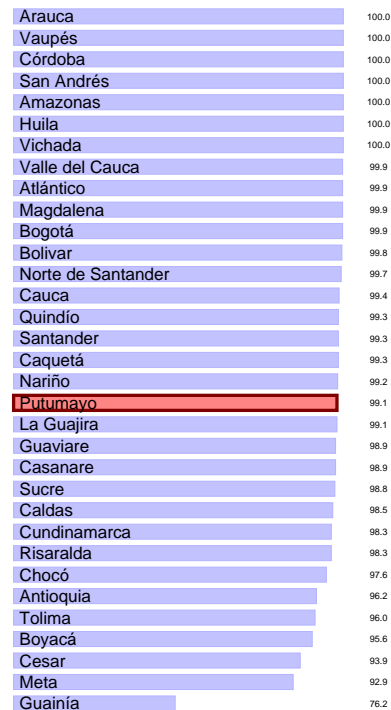 Arauca 100.0
Vaupés 100.0
Córdoba 100.0
San Andrés 100.0
Amazonas 100.0
Huila 100.0
Vichada 100.0
Valle del Cauca 99.9
Atlántico 99.9
Magdalena 99.9
Bogotá 99.9
Bolivar 99.8
Norte de Santander 99.7
Cauca 99.4
Quindío 99.3
Santander 99.3
Caquetá 99.3
Nariño 99.2
Putumayo 99.1
La Guajira 99.1
Guaviare 98.9
Casanare 98.9
Sucre 98.8
Caldas 98.5
Cundinamarca 98.3
Risaralda 98.3
Chocó 97.6
Antioquia 96.2
Tolima 96.0
Boyacá 95.6
Cesar 93.9
Meta 92.9
Guainía 76.2